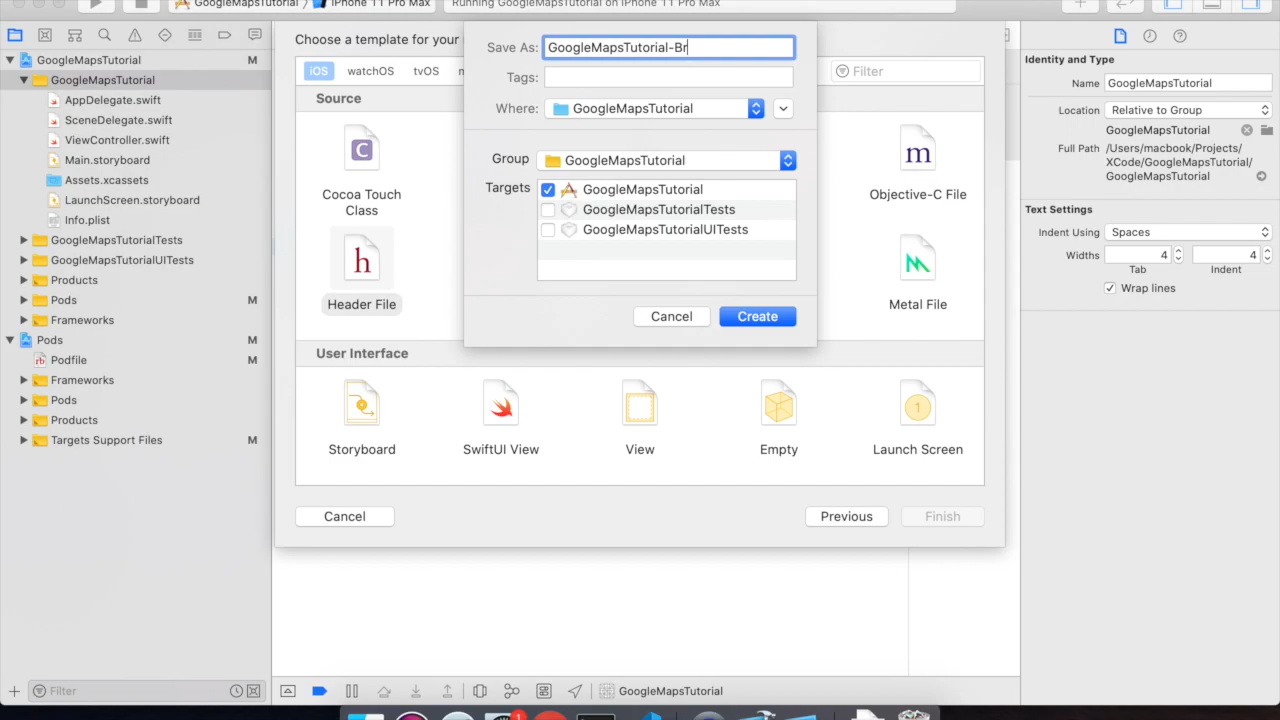 GoogleMapsTutorial
iPhone 11 Pro Max
Running GoogleMapsTutorial on iPhone 11 Pro Max
GoogleMapsTutorial M
GoogleMapsTutorial
AppDelegate.swift
SceneDelegate.swift
ViewController.swift
Main.storyboard
Assets.xcassets
LaunchScreen.storyboard
Info.plist
GoogleMapsTutorialTests
GoogleMapsTutorialUITests
Products
Pods M
Frameworks
Pods M
Podfile M
Frameworks
Pods
Products
Targets Support Files M
Filter
Choose a template for your
iOS watchOS tvOS
Filter
Source
C
Cocoa Touch
Class
h
Header File
m
Objective-C File
Metal File
User Interface
Storyboard
SwiftUI View
View
Empty
1
Launch Screen
Cancel
Previous
Finish
Save As: GoogleMapsTutorial-Br
Tags:
Where: GoogleMapsTutorial
Group GoogleMapsTutorial
Targets GoogleMapsTutorial
GoogleMapsTutorialTests
GoogleMapsTutorialUITests
Cancel
Create
Identity and Type
Name GoogleMapsTutorial
Location Relative to Group
GoogleMapsTutorial
Full Path /Users/macbook/Projects/
XCode/GoogleMapsTutorial/
GoogleMapsTutorial
Text Settings
Indent Using Spaces
Widths 4 4
Tab Indent
Wrap lines
GoogleMapsTutorial
1